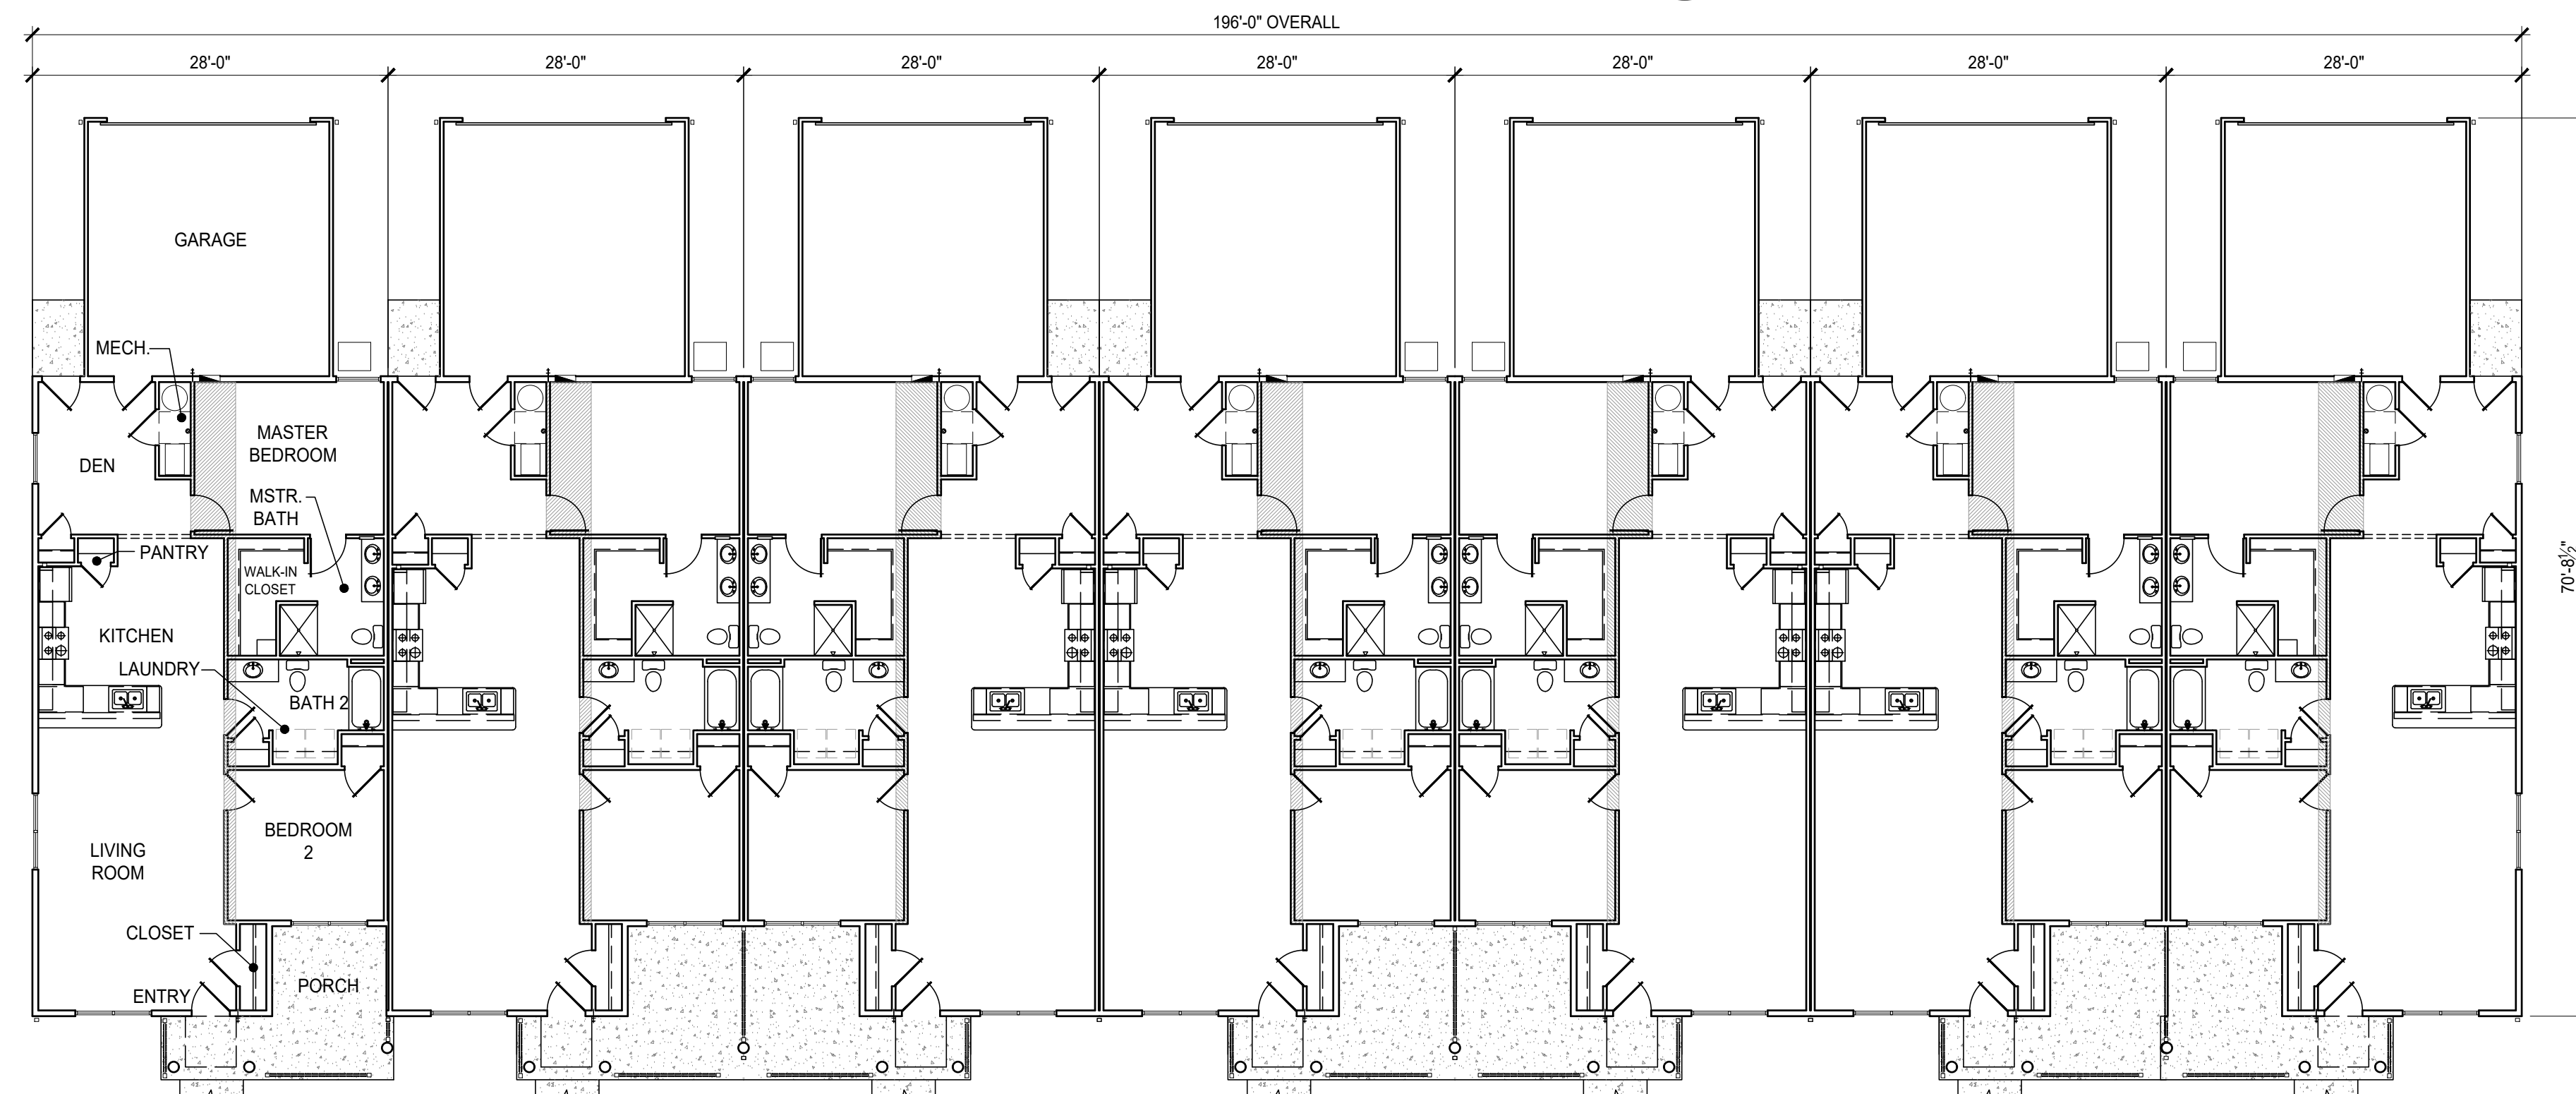 196'-0" OVERALL
28'-0" 28'-0" 28'-0" 28'-0" 28'-0" 28'-0" 28'-0"
GARAGE
MECH.
MASTER
BEDROOM
DEN
MSTR.
BATH
PANTRY
WALK-IN
CLOSET
KITCHEN
LAUNDRY
BATH 2
BEDROOM
2
LIVING
ROOM
CLOSET
PORCH
ENTRY
70'-8½"